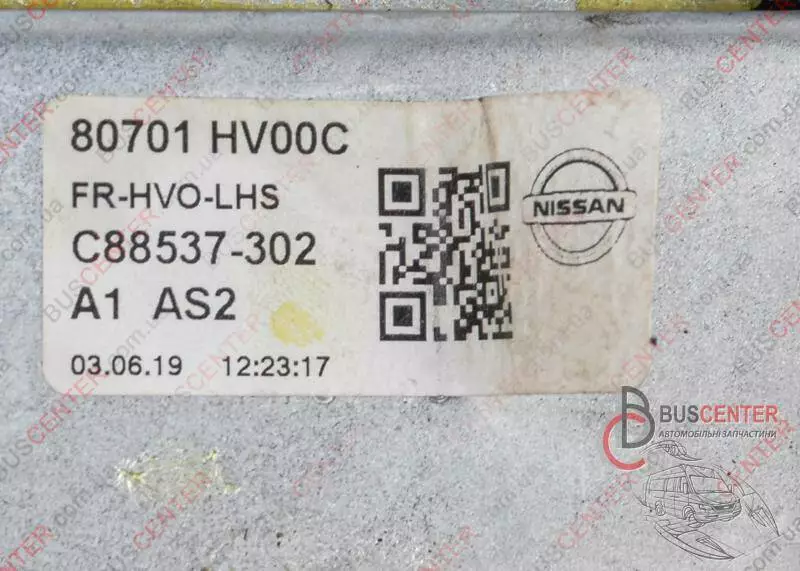 80701 HV00C
FR-HVO-LHS
C88537-302
A1 AS2
03.06.19 12:23:17
NISSAN
BUSCENTER
АВТОМОБІЛЬНІ ЗАПЧАСТИНИ